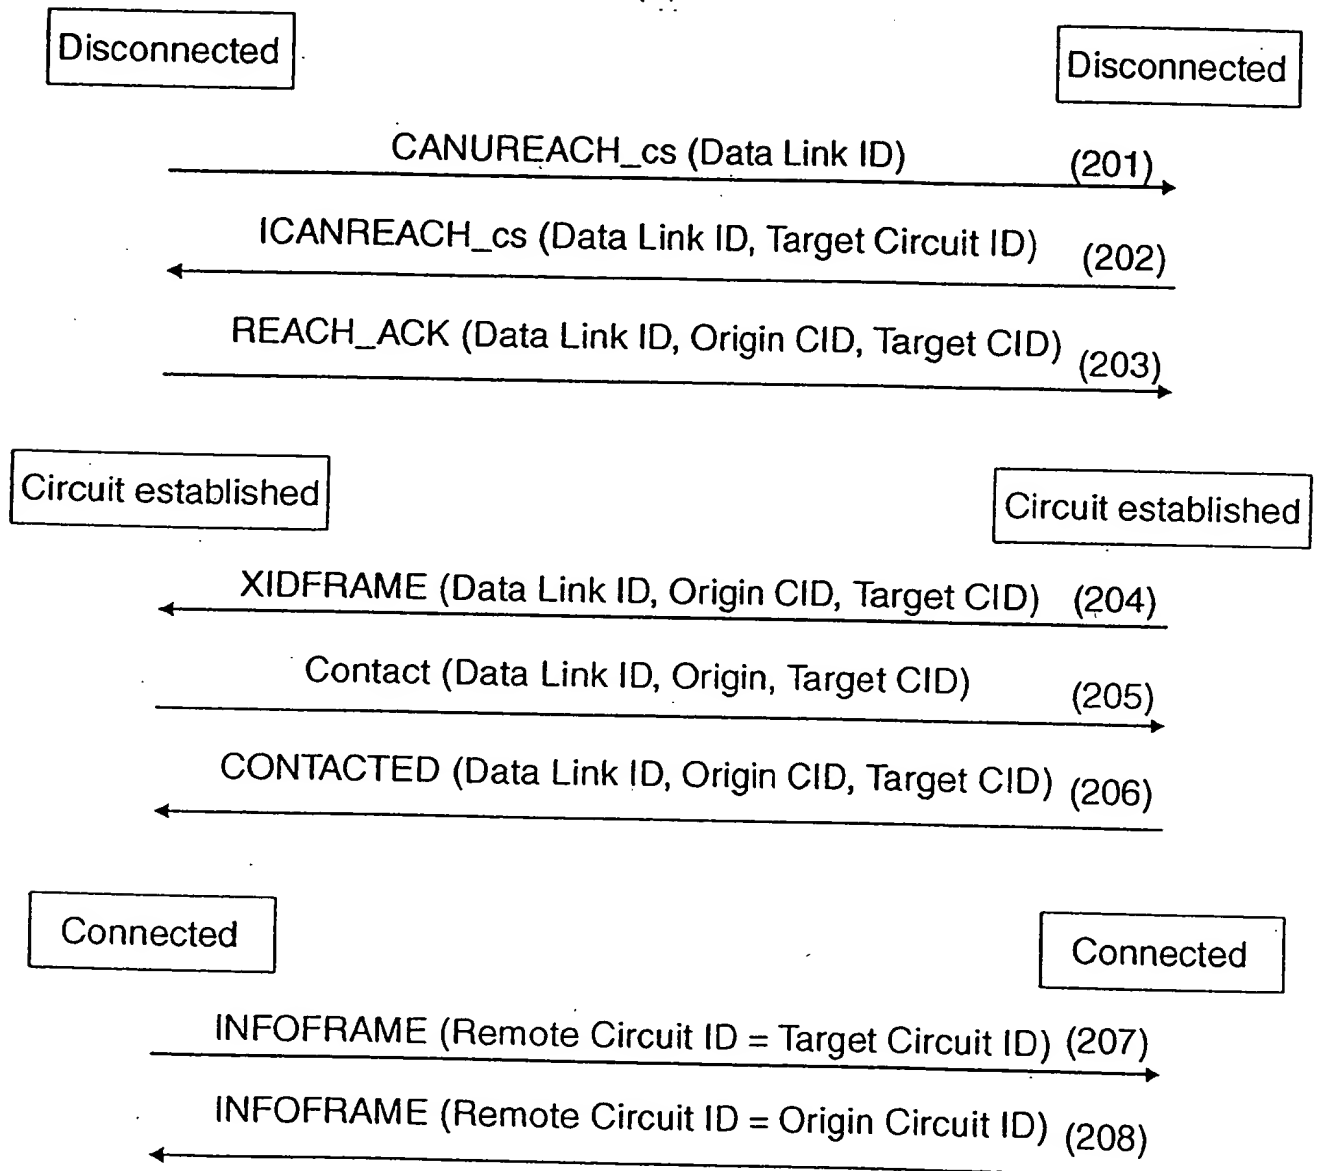 Disconnected
Disconnected
CANUREACH_cs (Data Link ID) (201)
ICANREACH_cs (Data Link ID, Target Circuit ID) (202)
REACH_ACK (Data Link ID, Origin CID, Target CID) (203)
Circuit established
Circuit established
XIDFRAME (Data Link ID, Origin CID, Target CID) (204)
Contact (Data Link ID, Origin, Target CID) (205)
CONTACTED (Data Link ID, Origin CID, Target CID) (206)
Connected
Connected
INFOFRAME (Remote Circuit ID = Target Circuit ID) (207)
INFOFRAME (Remote Circuit ID = Origin Circuit ID) (208)